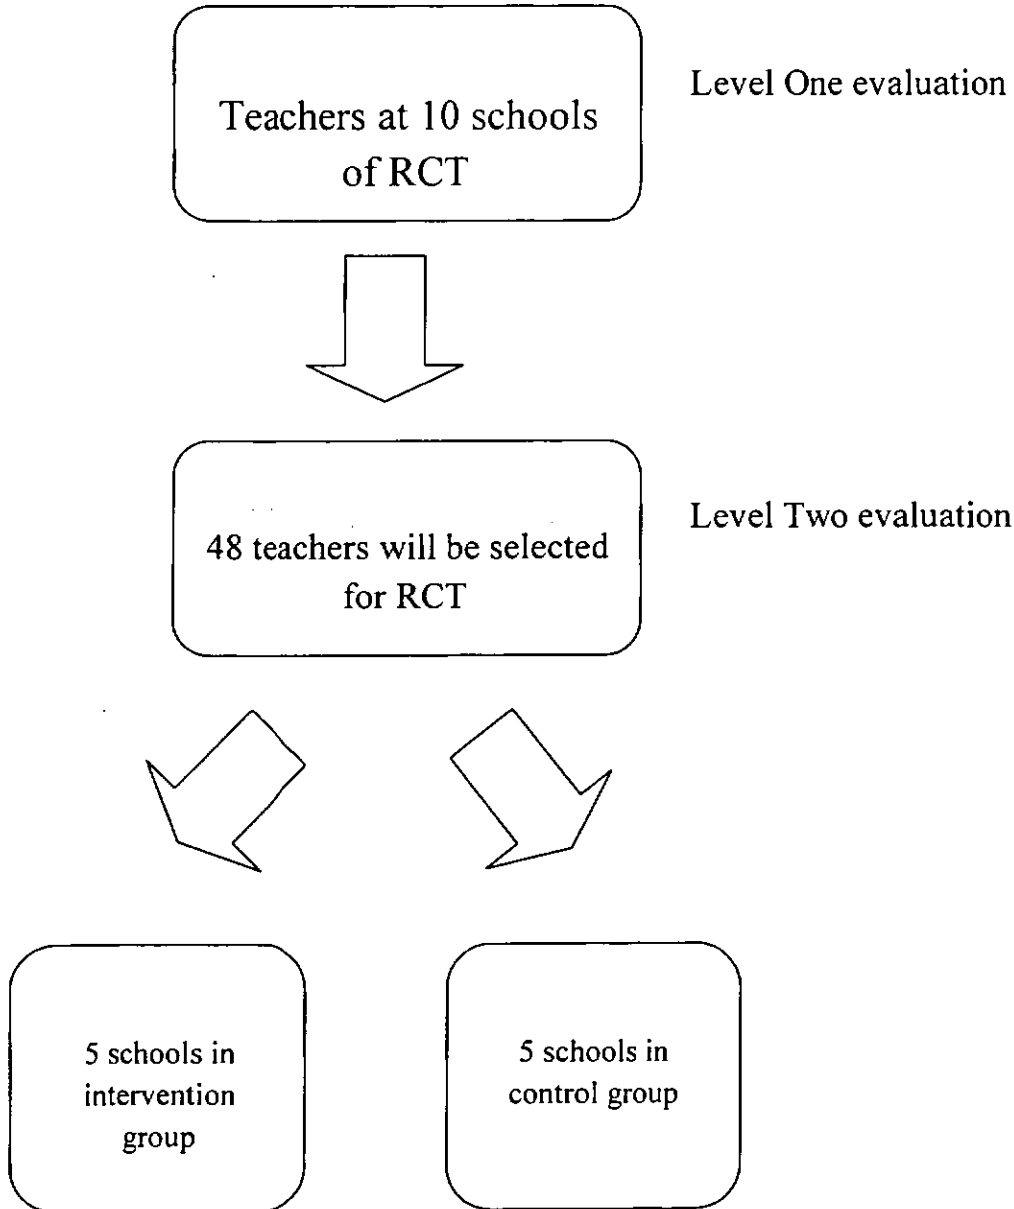 Level One evaluation
Teachers at 10 schools
of RCT
Level Two evaluation
48 teachers will be selected
for RCT
5 schools in
intervention
group
5 schools in
control group